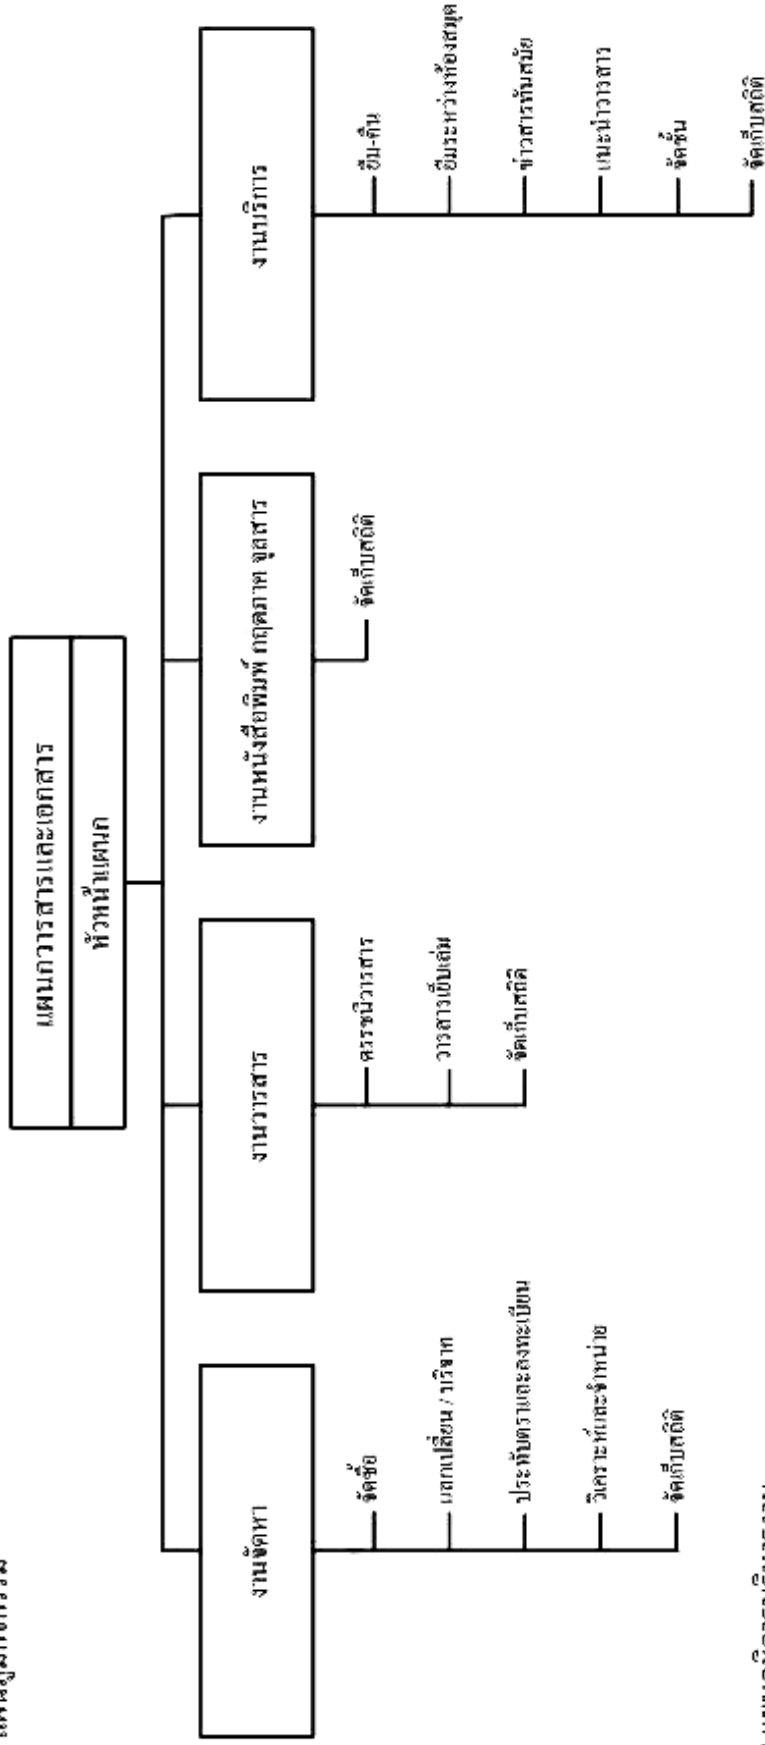 แผนภูมิกิจกรรม
แผนกวารสารและเอกสาร
หัวหน้าแผนก
งานจัดหา
จัดซื้อ
แลกเปลี่ยน / บริจาค
ประทับตราและลงทะเบียน
วิเคราะห์และจำหน่าย
จัดเก็บสถิติ
งานวารสาร
ดรรชนีวารสาร
วารสารเย็บเล่ม
จัดเก็บสถิติ
งานหนังสือพิมพ์ กฤตภาค จุลสาร
จัดเก็บสถิติ
งานบริการ
ยืม-คืน
ยืมระหว่างห้องสมุด
ข่าวสารทันสมัย
แนะนำวารสาร
จัดชั้น
จัดเก็บสถิติ